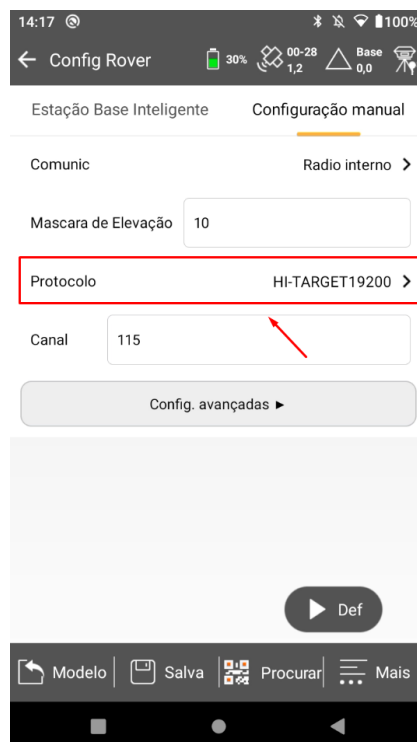 14:17 100%
Config Rover 30% 00-28 1,2 Base 0,0
Estação Base Inteligente Configuração manual
Comunic Radio interno
Mascara de Elevação 10
Protocolo HI-TARGET19200
Canal 115
Config. avançadas ►
Def
Modelo Salva Procurar Mais